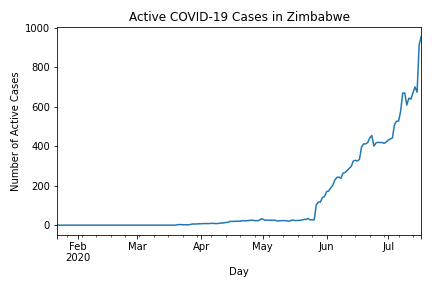 Active COVID-19 Cases in Zimbabwe
Number of Active Cases
1000
800
600
400
200
0
Feb
2020
Mar
Apr
May
Jun
Jul
Day